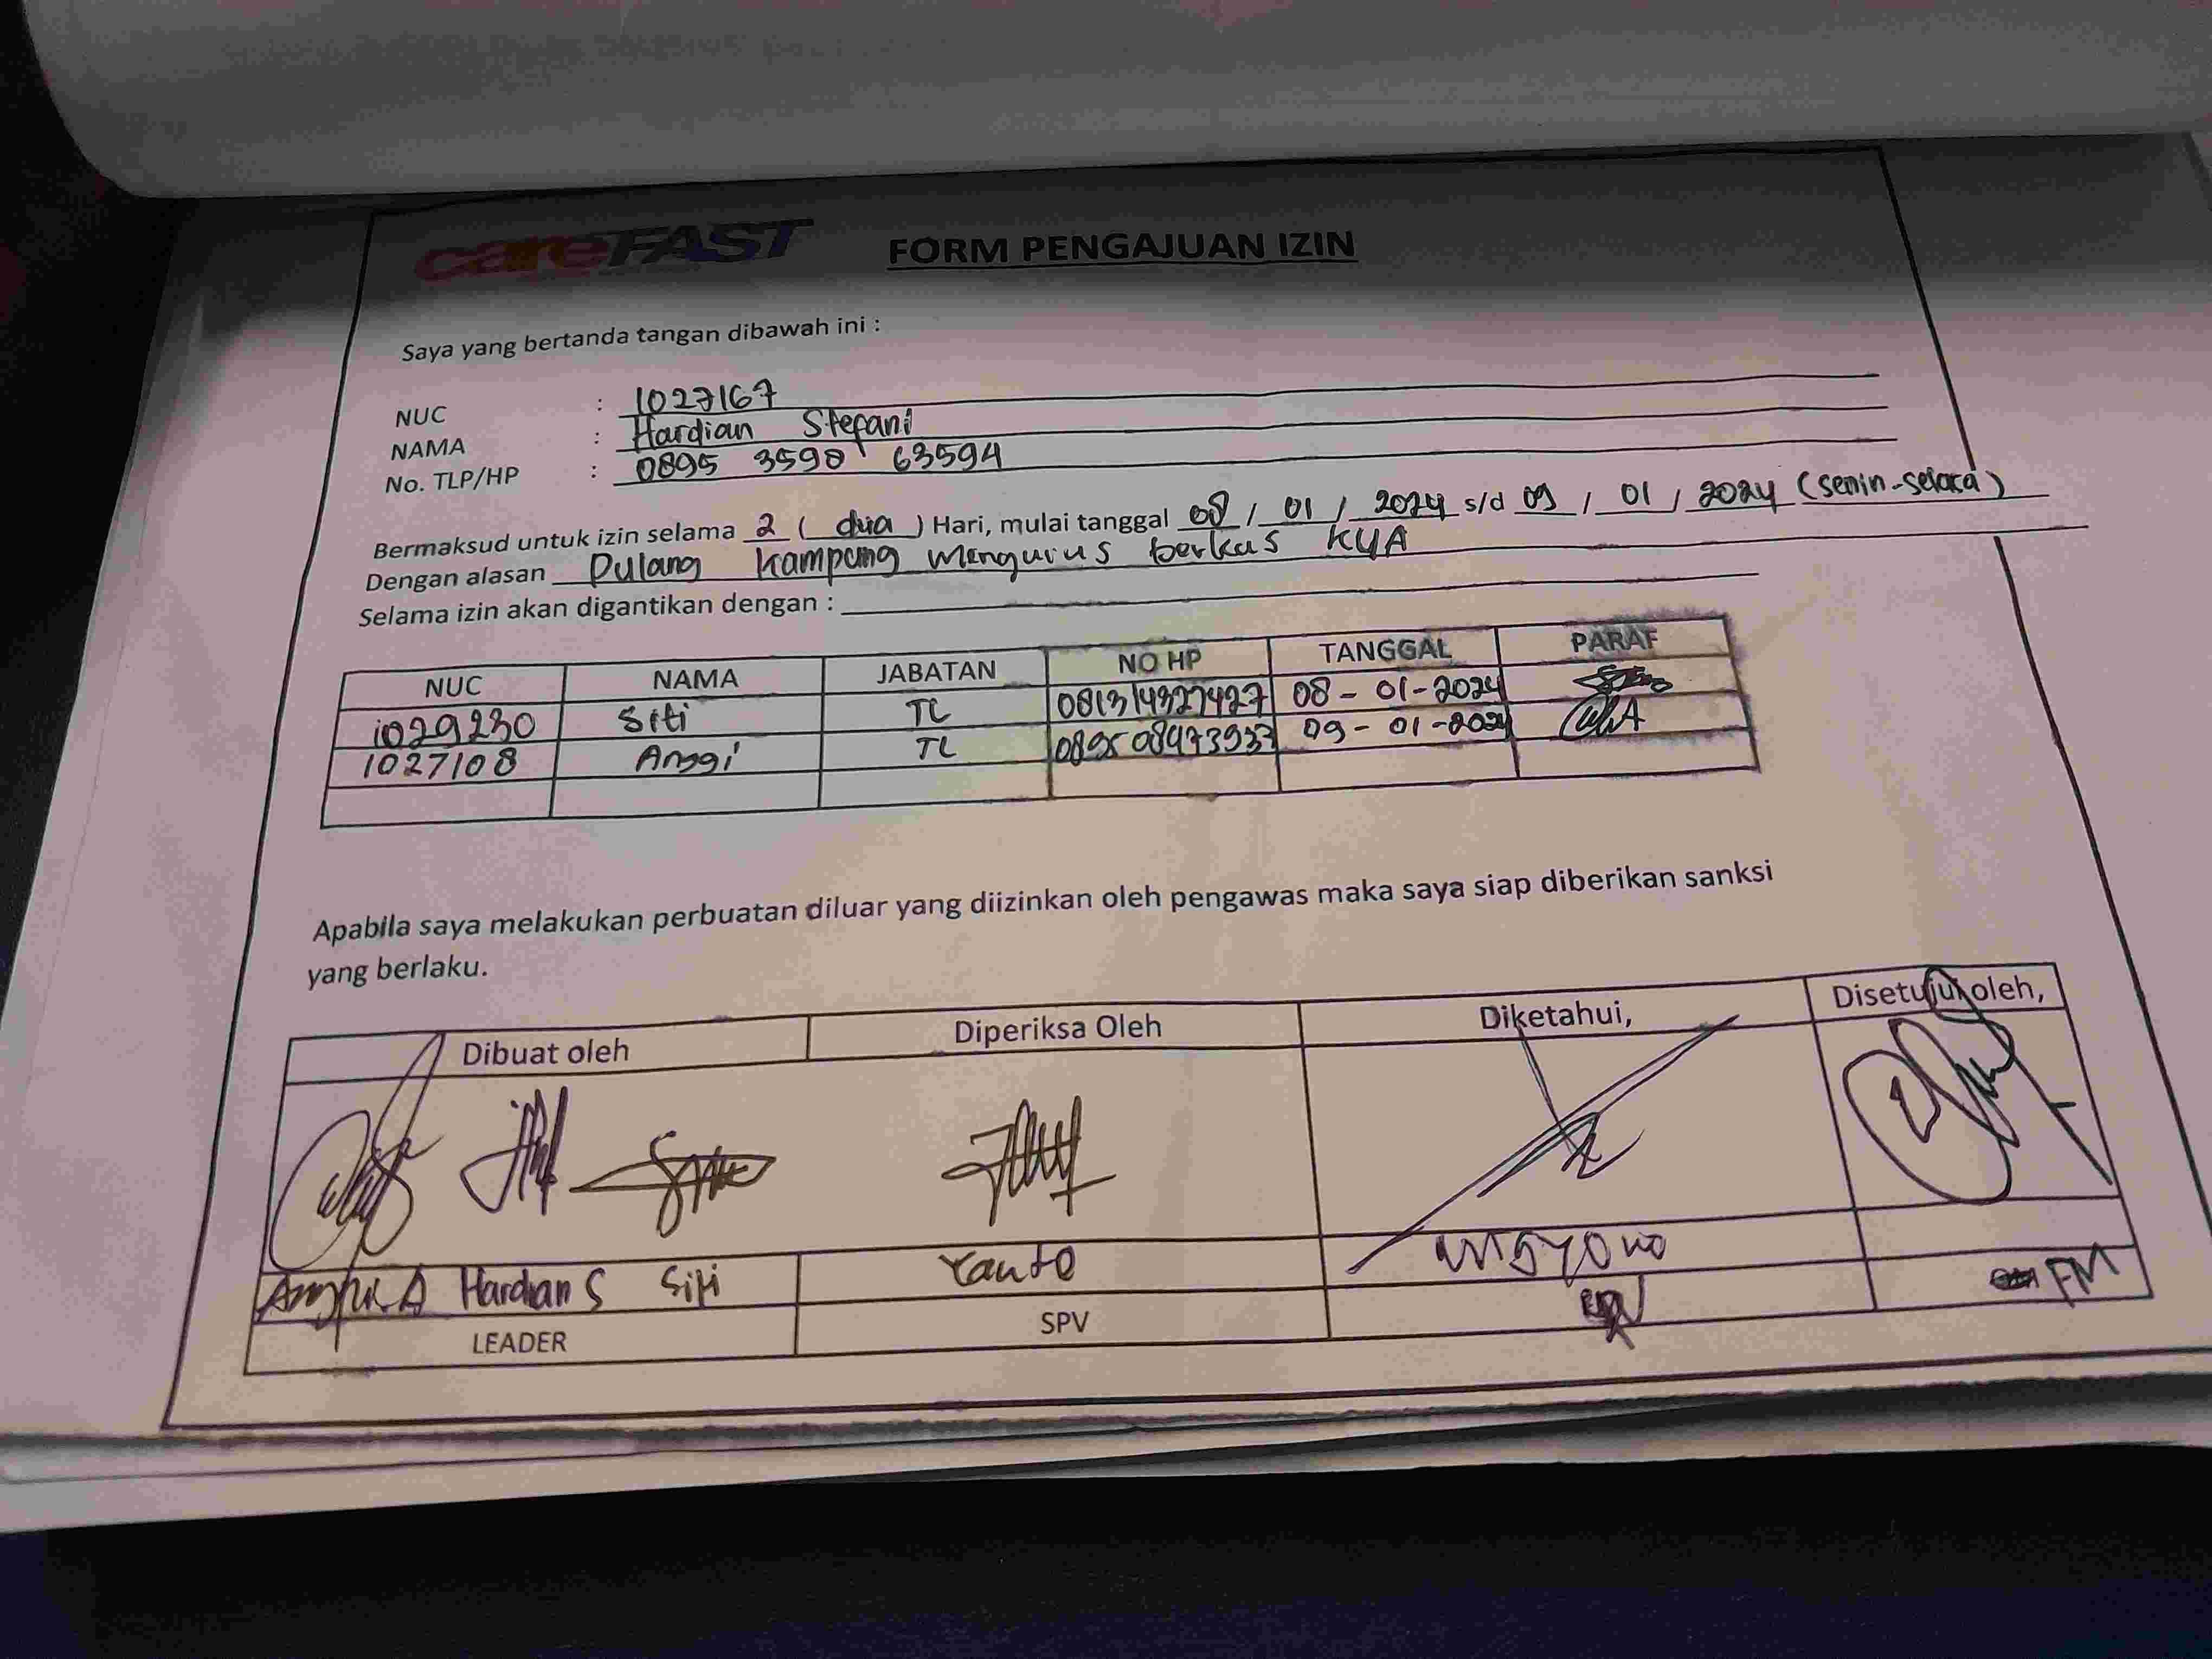 careFAST FORM PENGAJUAN IZIN
Saya yang bertanda tangan dibawah ini :
NUC : 1027167
NAMA : Hardian Stefani
No. TLP/HP : 0895 3590 63594
Bermaksud untuk izin selama 2 ( dua ) Hari, mulai tanggal 08 / 01 / 2024 s/d 09 / 01 / 2024 (senin-selasa)
Dengan alasan Pulang kampung mengurus berkas KUA
Selama izin akan digantikan dengan :
NUC NAMA JABATAN NO HP TANGGAL PARAF
1029230 Siti TL 081314327427 08 - 01-2024
1027108 Anggi TL 089508973937 09 - 01 -2024
Apabila saya melakukan perbuatan diluar yang diizinkan oleh pengawas maka saya siap diberikan sanksi
yang berlaku.
Dibuat oleh Diperiksa Oleh Diketahui, Disetujui oleh,
Hardian S Siti Yanto
LEADER SPV FM